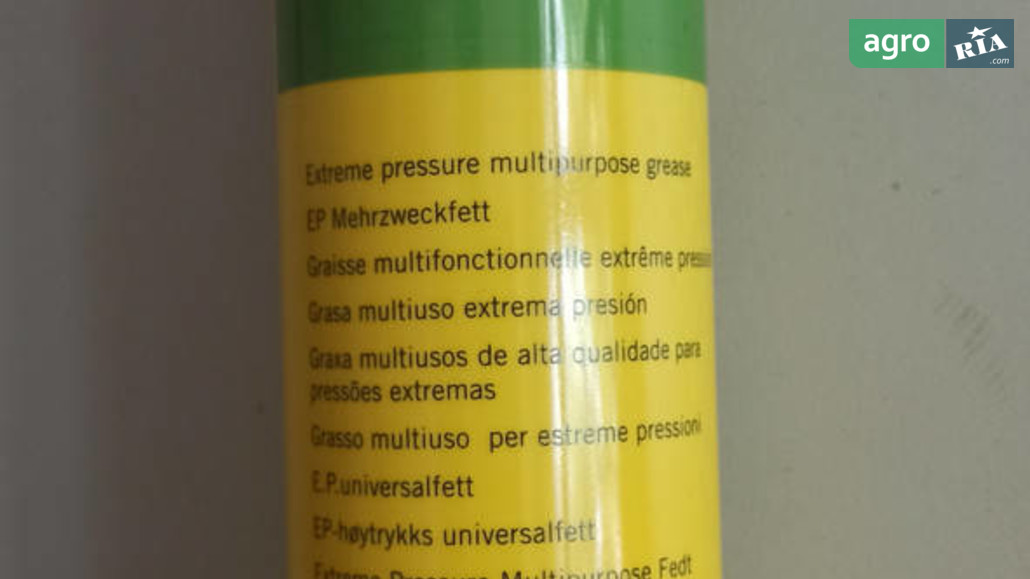 agro RIA .com
Extreme pressure multipurpose grease
EP Mehrzweckfett
Graisse multifonctionnelle extrême
Grasa multiuso extrema presión
Graxa multiusos de alta qualidade para
pressões extremas
Grasso multiuso per estreme pressioni
E.P.universalfett
EP-høytrykks universalfett
Extreme Pressure Multipurpose Fedt